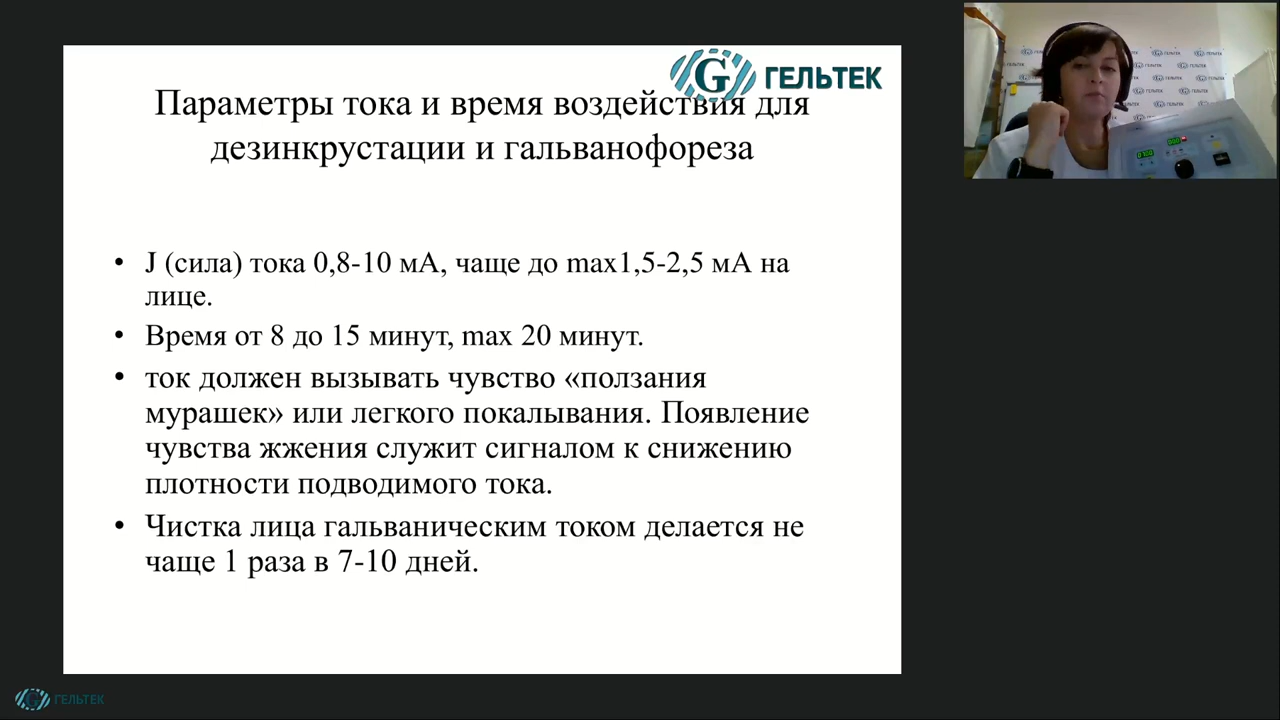 ГЕЛЬТЕК
Параметры тока и время воздействия для
дезинкрустации и гальванофореза
• J (сила) тока 0,8-10 мА, чаще до max1,5-2,5 мА на
лице.
• Время от 8 до 15 минут, max 20 минут.
• ток должен вызывать чувство «ползания
мурашек» или легкого покалывания. Появление
чувства жжения служит сигналом к снижению
плотности подводимого тока.
• Чистка лица гальваническим током делается не
чаще 1 раза в 7-10 дней.
ГЕЛЬТЕК